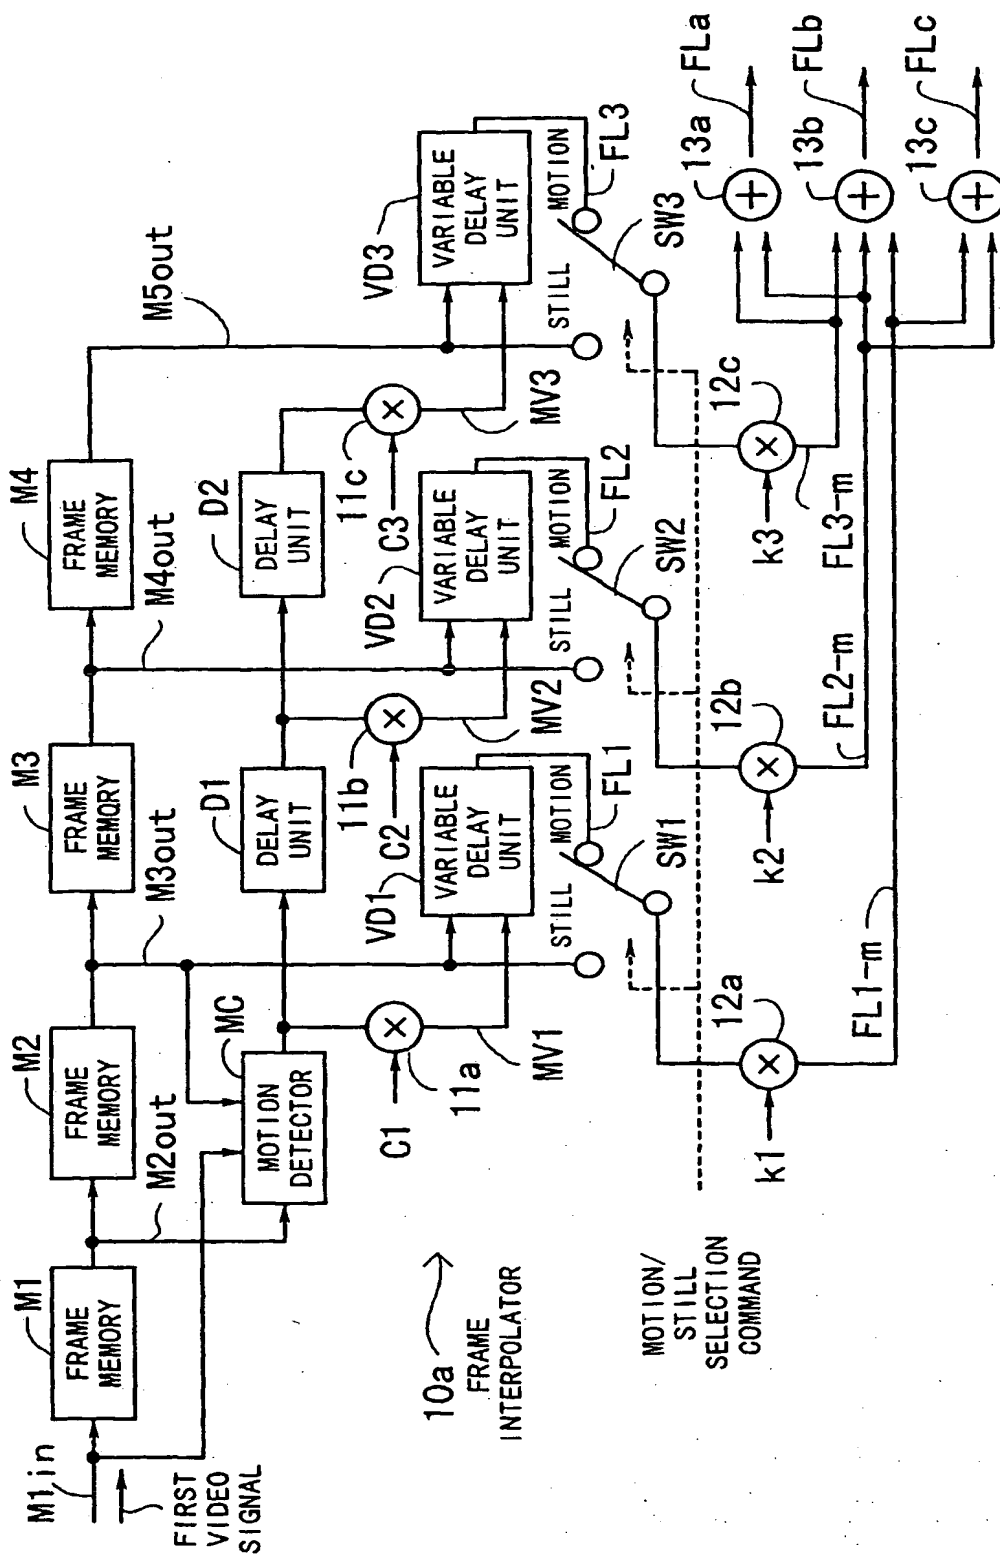 M1in
FIRST
VIDEO
SIGNAL
M1
FRAME
MEMORY
M2out
M2
FRAME
MEMORY
M3out
M3
FRAME
MEMORY
M4out
M4
FRAME
MEMORY
M5out
MC
MOTION
DETECTOR
D1
DELAY
UNIT
D2
DELAY
UNIT
C1
11a
MV1
C2
11b
MV2
C3
11c
MV3
VD1
VARIABLE
DELAY
UNIT
VD2
VARIABLE
DELAY
UNIT
VD3
VARIABLE
DELAY
UNIT
STILL
MOTION
FL1
SW1
STILL
MOTION
FL2
SW2
STILL
MOTION
FL3
SW3
10a
FRAME
INTERPOLATOR
MOTION/
STILL
SELECTION
COMMAND
k1
12a
FL1-m
k2
12b
FL2-m
k3
12c
FL3-m
13a
FLa
13b
FLb
13c
FLc